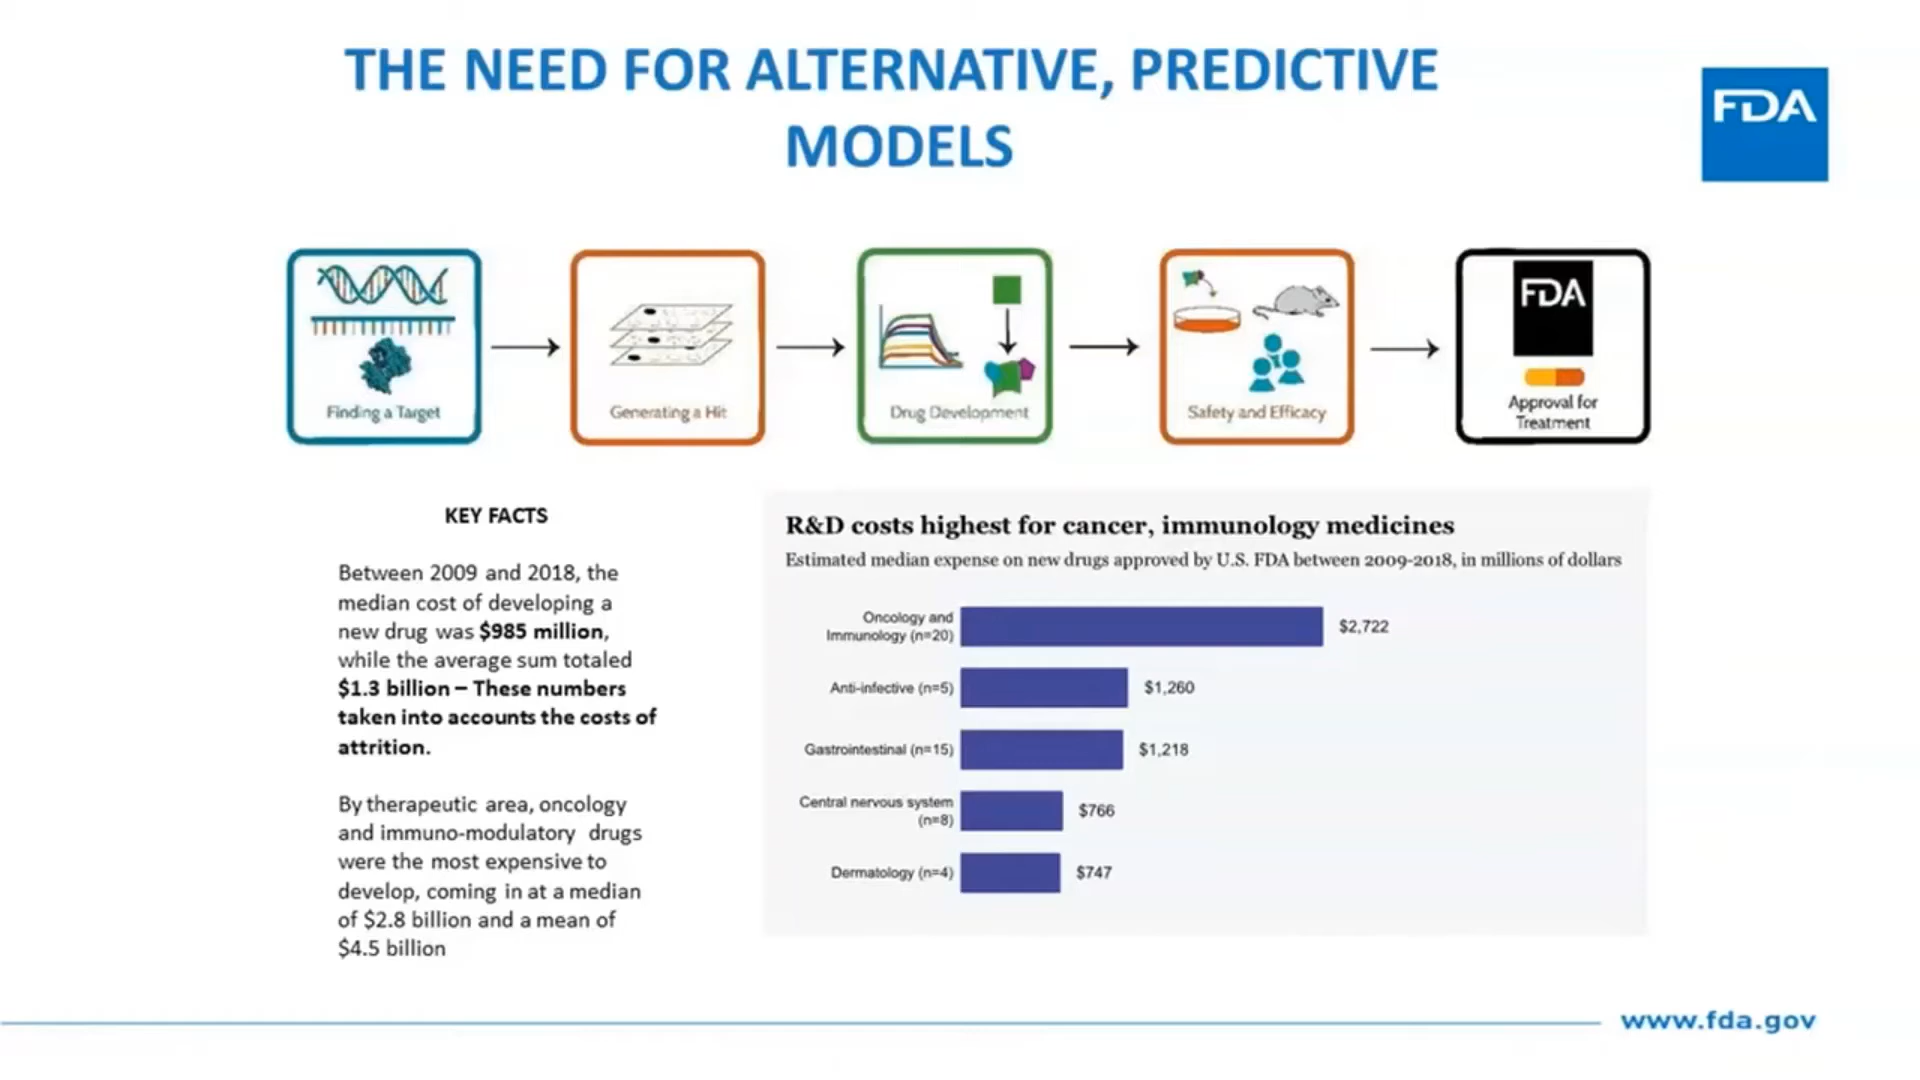 THE NEED FOR ALTERNATIVE, PREDICTIVE
MODELS
FDA
Finding a Target
Generating a Hit
Drug Development
Safety and Efficacy
FDA
Approval for
Treatment
KEY FACTS
Between 2009 and 2018, the
median cost of developing a
new drug was $985 million,
while the average sum totaled
$1.3 billion – These numbers
taken into accounts the costs of
attrition.
By therapeutic area, oncology
and immuno-modulatory drugs
were the most expensive to
develop, coming in at a median
of $2.8 billion and a mean of
$4.5 billion
R&D costs highest for cancer, immunology medicines
Estimated median expense on new drugs approved by U.S. FDA between 2009-2018, in millions of dollars
Oncology and
Immunology (n=20)
$2,722
Anti-infective (n=5)
$1,260
Gastrointestinal (n=15)
$1,218
Central nervous system
(n=8)
$766
Dermatology (n=4)
$747
www.fda.gov